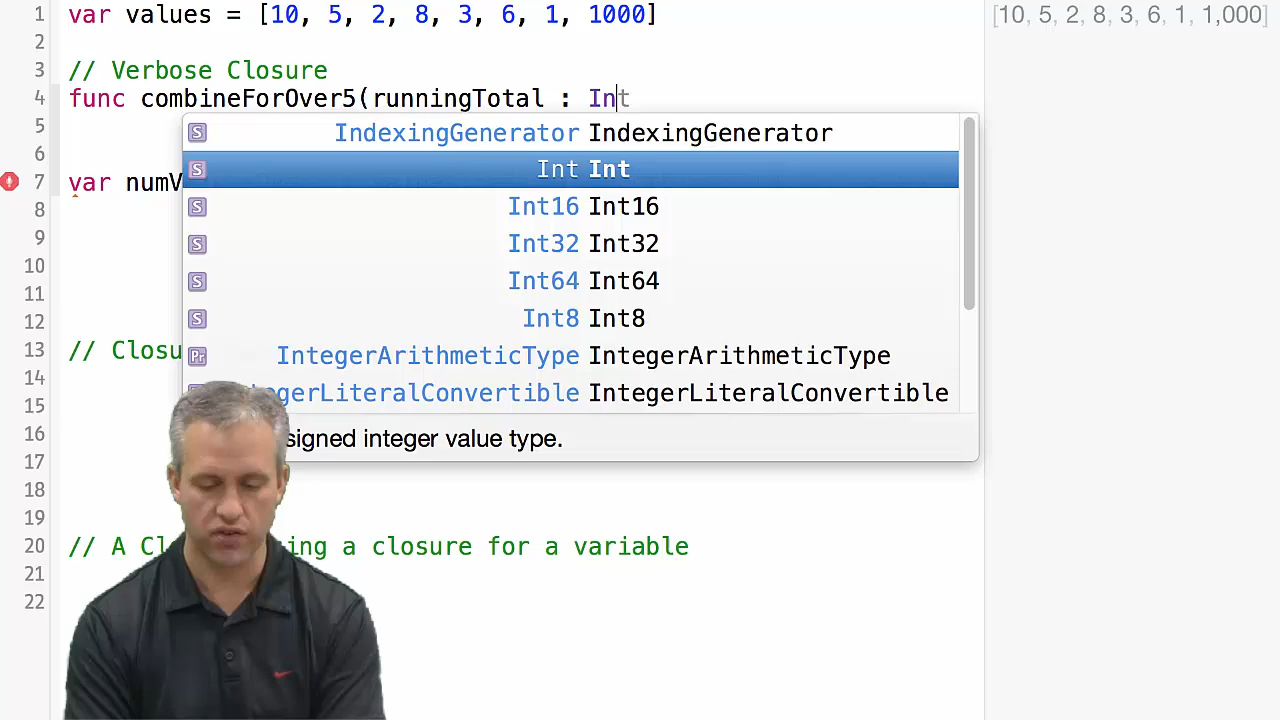 1 var values = [10, 5, 2, 8, 3, 6, 1, 1000] [10, 5, 2, 8, 3, 6, 1, 1,000]
2
3 // Verbose Closure
4 func combineForOver5(runningTotal : Int
5 IndexingGenerator IndexingGenerator
6 Int Int
7 var numV
8 Int16 Int16
9 Int32 Int32
10 Int64 Int64
11
12 Int8 Int8
13 // Closu IntegerArithmeticType IntegerArithmeticType
14 IntegerLiteralConvertible
15 signed integer value type.
16
17
18
19
20 // A Cl a closure for a variable
21
22